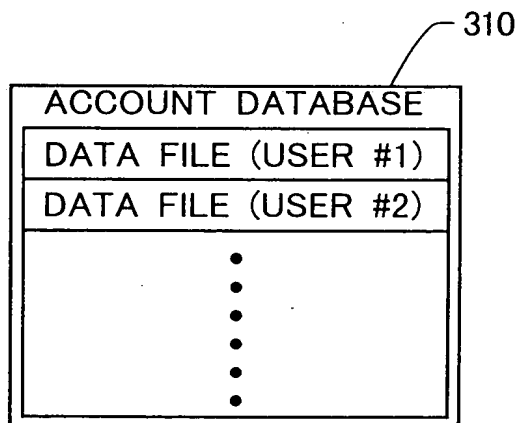 310
ACCOUNT DATABASE
DATA FILE (USER #1)
DATA FILE (USER #2)